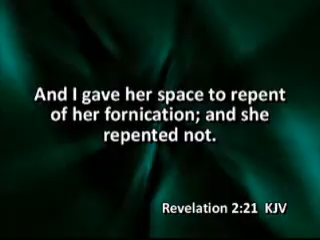 And I gave her space to repent
of her fornication; and she
repented not.
Revelation 2:21 KJV